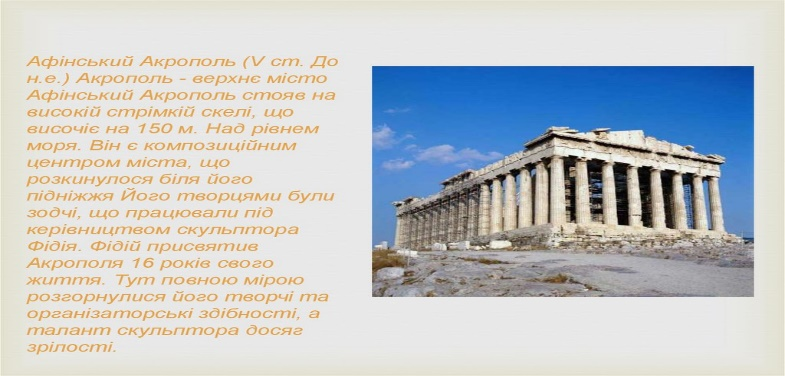 Афінський Акрополь (V ст. До
н.е.) Акрополь - верхнє місто
Афінський Акрополь стояв на
високій стрімкій скелі, що
височіє на 150 м. Над рівнем
моря. Він є композиційним
центром міста, що
розкинулося біля його
підніжжя Його творцями були
зодчі, що працювали під
керівництвом скульптора
Фідія. Фідій присвятив
Акрополя 16 років свого
життя. Тут повною мірою
розгорнулися його творчі та
організаторські здібності, а
талант скульптора досяг
зрілості.